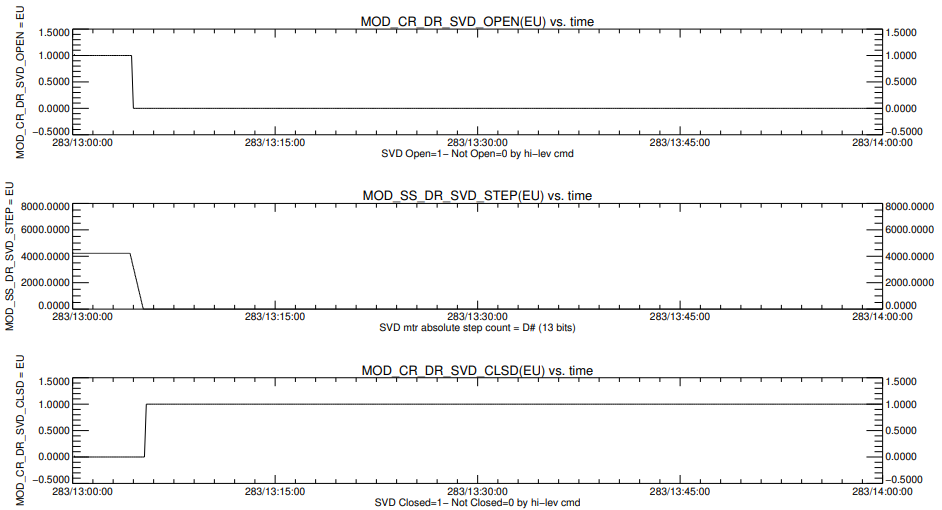 MOD_CR_DR_SVD_OPEN(EU) vs. time
MOD_CR_DR_SVD_OPEN = EU
1.5000 1.5000
1.0000 1.0000
0.5000 0.5000
0.0000 0.0000
−0.5000 −0.5000
283/13:00:00 283/13:15:00 283/13:30:00 283/13:45:00 283/14:00:00
SVD Open=1− Not Open=0 by hi−lev cmd
MOD_SS_DR_SVD_STEP(EU) vs. time
MOD_SS_DR_SVD_STEP = EU
8000.0000 8000.0000
6000.0000 6000.0000
4000.0000 4000.0000
2000.0000 2000.0000
0.0000 0.0000
283/13:00:00 283/13:15:00 283/13:30:00 283/13:45:00 283/14:00:00
SVD mtr absolute step count = D# (13 bits)
MOD_CR_DR_SVD_CLSD(EU) vs. time
MOD_CR_DR_SVD_CLSD = EU
1.5000 1.5000
1.0000 1.0000
0.5000 0.5000
0.0000 0.0000
−0.5000 −0.5000
283/13:00:00 283/13:15:00 283/13:30:00 283/13:45:00 283/14:00:00
SVD Closed=1− Not Closed=0 by hi−lev cmd